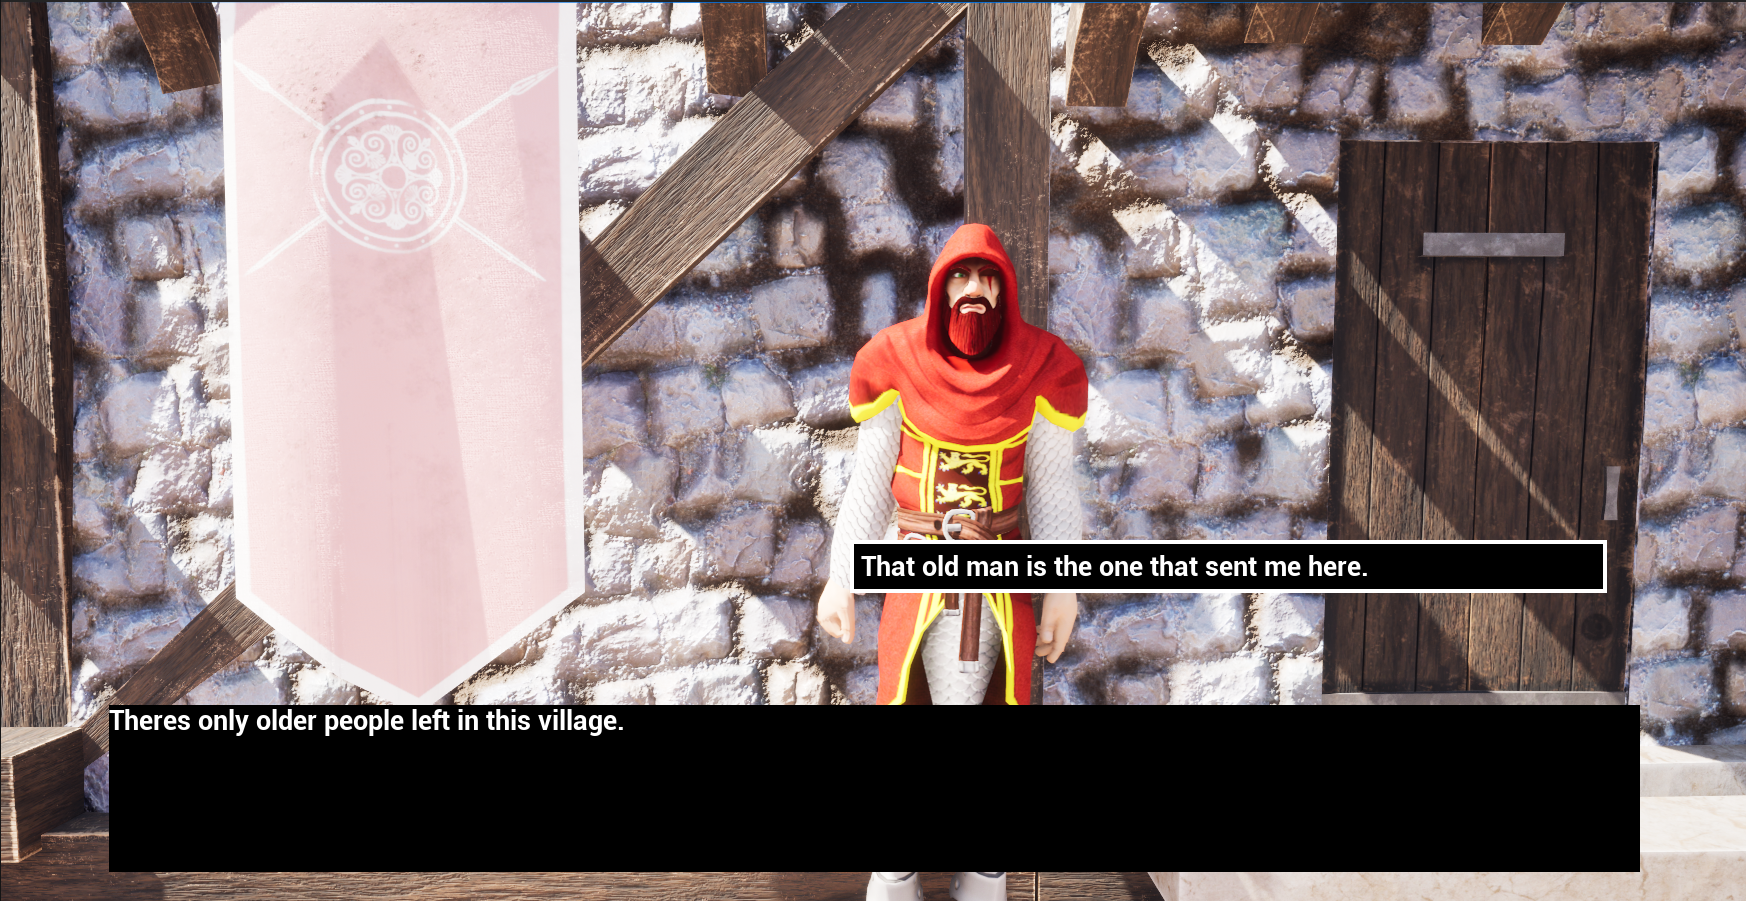 That old man is the one that sent me here.
Theres only older people left in this village.